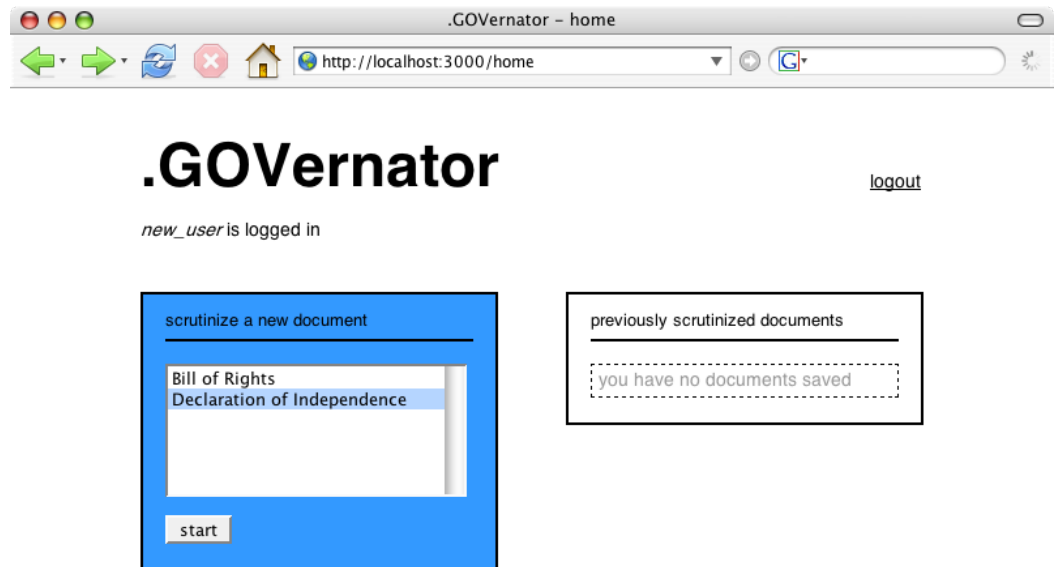 .GOVernator – home
http://localhost:3000/home
G
.GOVernator
logout
new_user is logged in
scrutinize a new document
Bill of Rights
Declaration of Independence
start
previously scrutinized documents
you have no documents saved